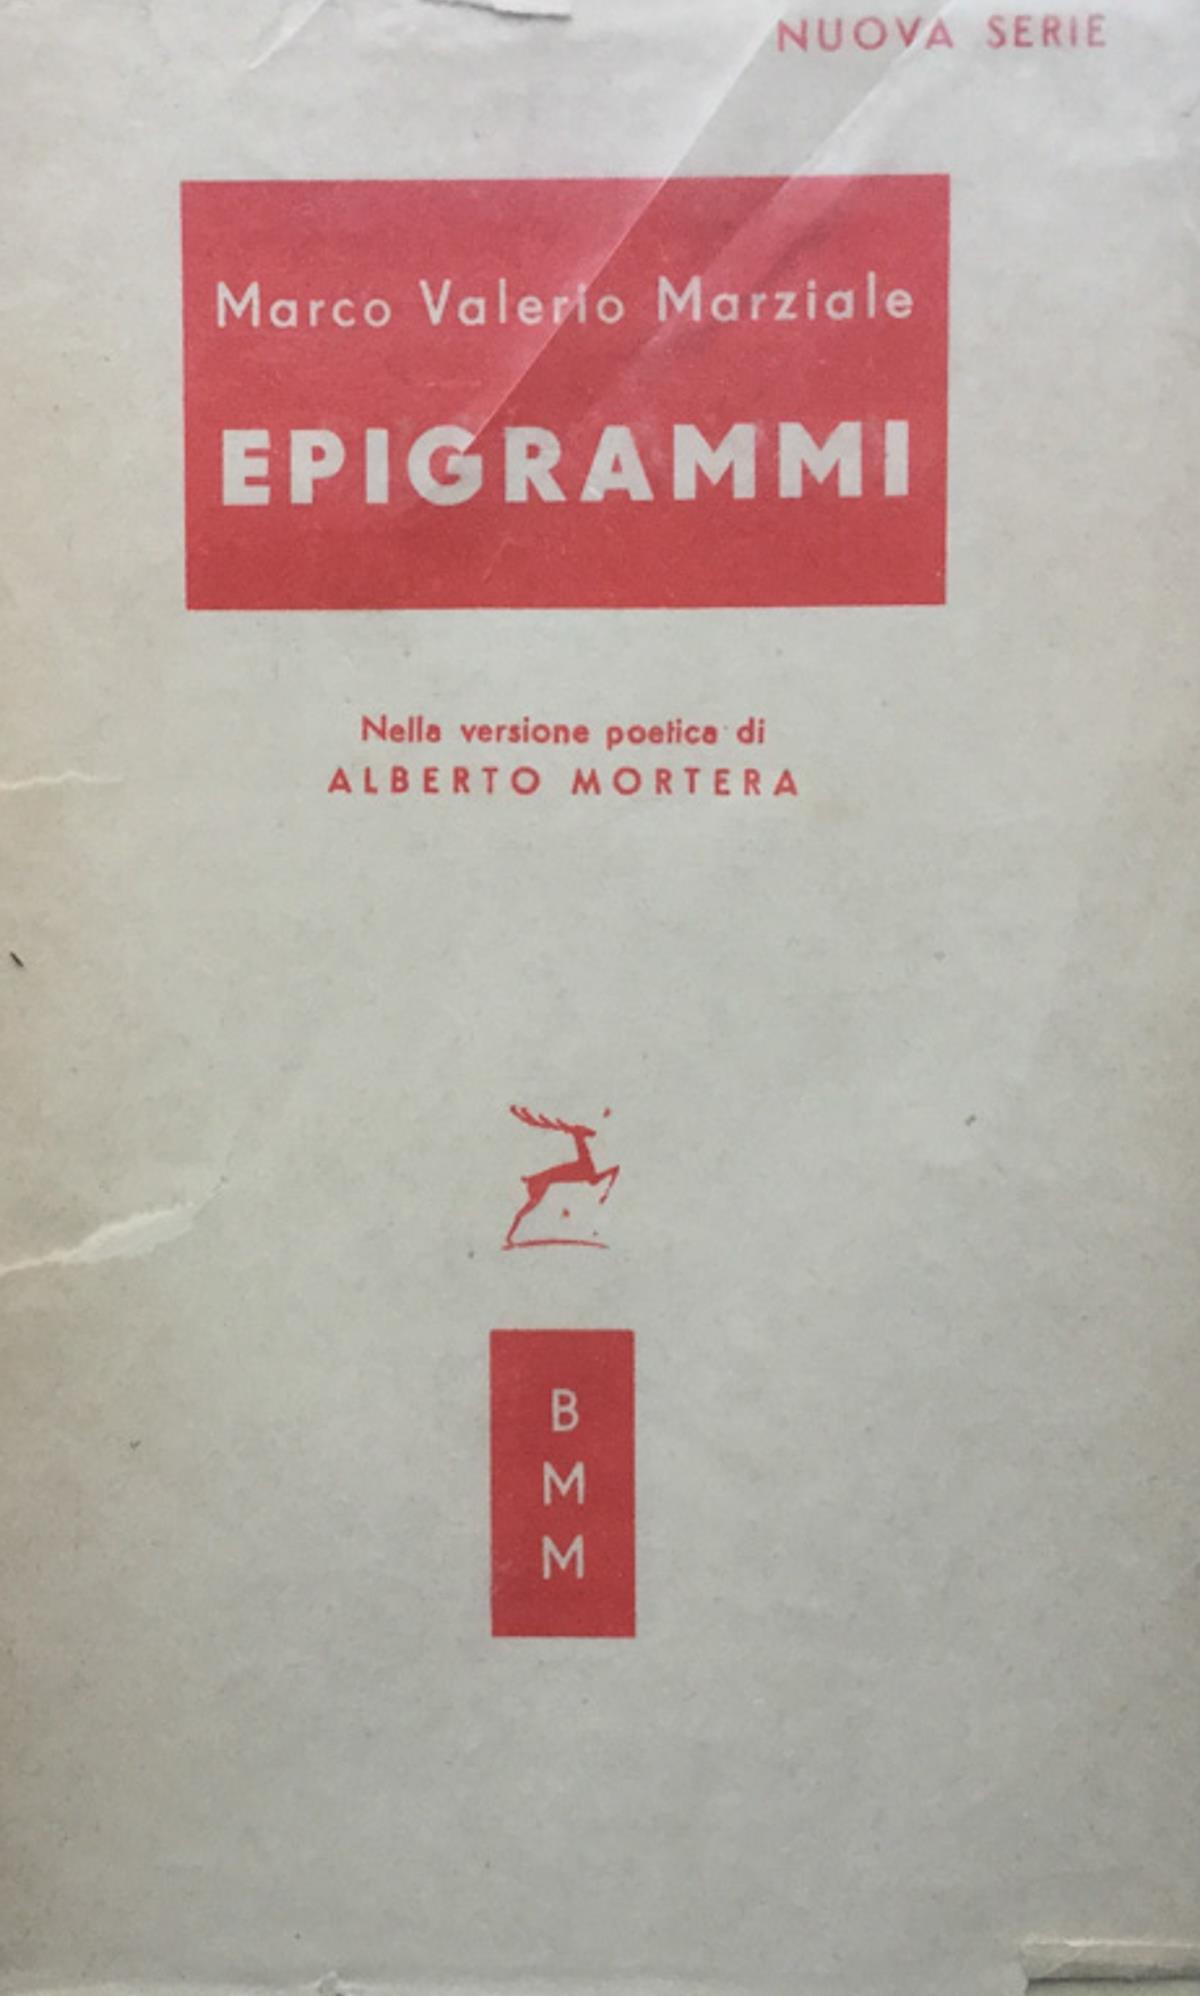 NUOVA SERIE
Marco Valerio Marziale
EPIGRAMMI
Nella versione poetica di
ALBERTO MORTERA
B
M
M